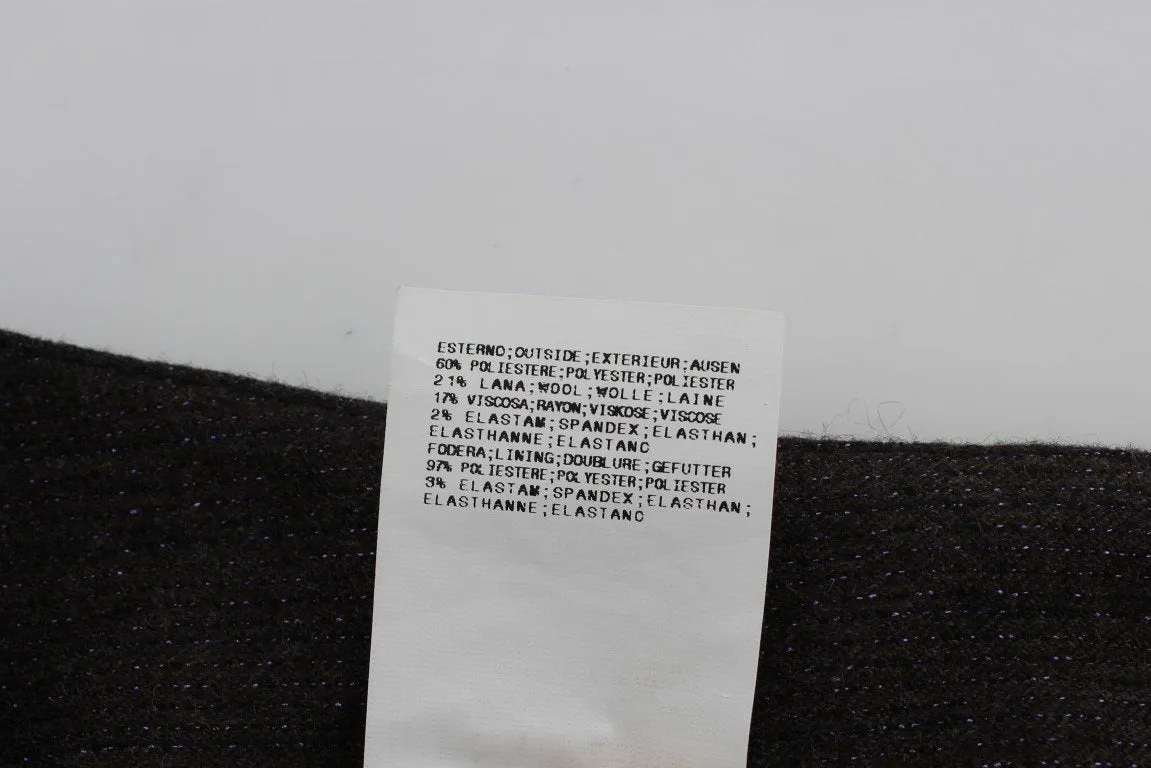 ESTERNO;OUTSIDE;EXTERIEUR;AUSEN
60% POLIESTERE;POLYESTER;POLIESTER
21% LANA;WOOL;WOLLE;LAINE
17% VISCOSA;RAYON;VISKOSE;VISCOSE
2% ELASTAM;SPANDEX;ELASTHAN;
ELASTHANNE;ELASTANO
FODERA;LINING;DOUBLURE;GEFUTTER
97% POLIESTERE;POLYESTER;POLIESTER
3% ELASTAM;SPANDEX;ELASTHAN;
ELASTHANNE;ELASTANO